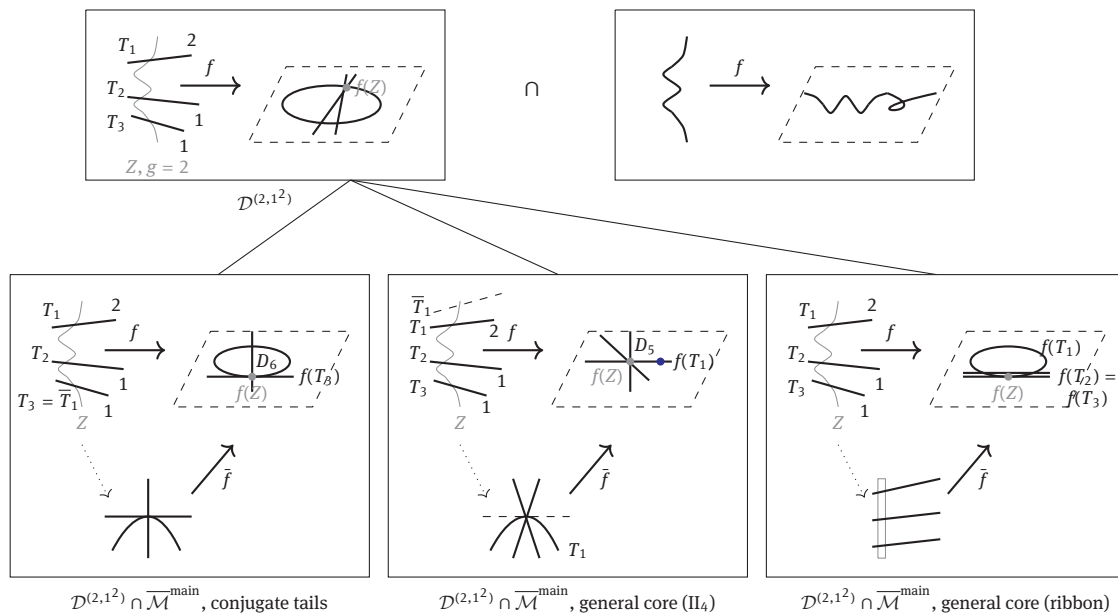 T₁ 2
f
f(Z)
T₂
T₃ 1
1
Z, g = 2
∩
f
𝒟^(2,1²)
T₁ 2
f
T₂
D₆
f(T₃)
1
f(Z)
T₃ = T̅₁ 1
Z
f̄
𝒟^(2,1²) ∩ ℳ̅^main, conjugate tails
T̅₁
T₁ 2 f
T₂
D₅
f(T₁)
f(Z)
T₃ 1
1
Z
f̄
T₁
𝒟^(2,1²) ∩ ℳ̅^main, general core (II₄)
T₁ 2
f
f(T₁)
T₂
f(T₂) =
1
f(Z)
f(T₃)
T₃ 1
Z
f̄
𝒟^(2,1²) ∩ ℳ̅^main, general core (ribbon)